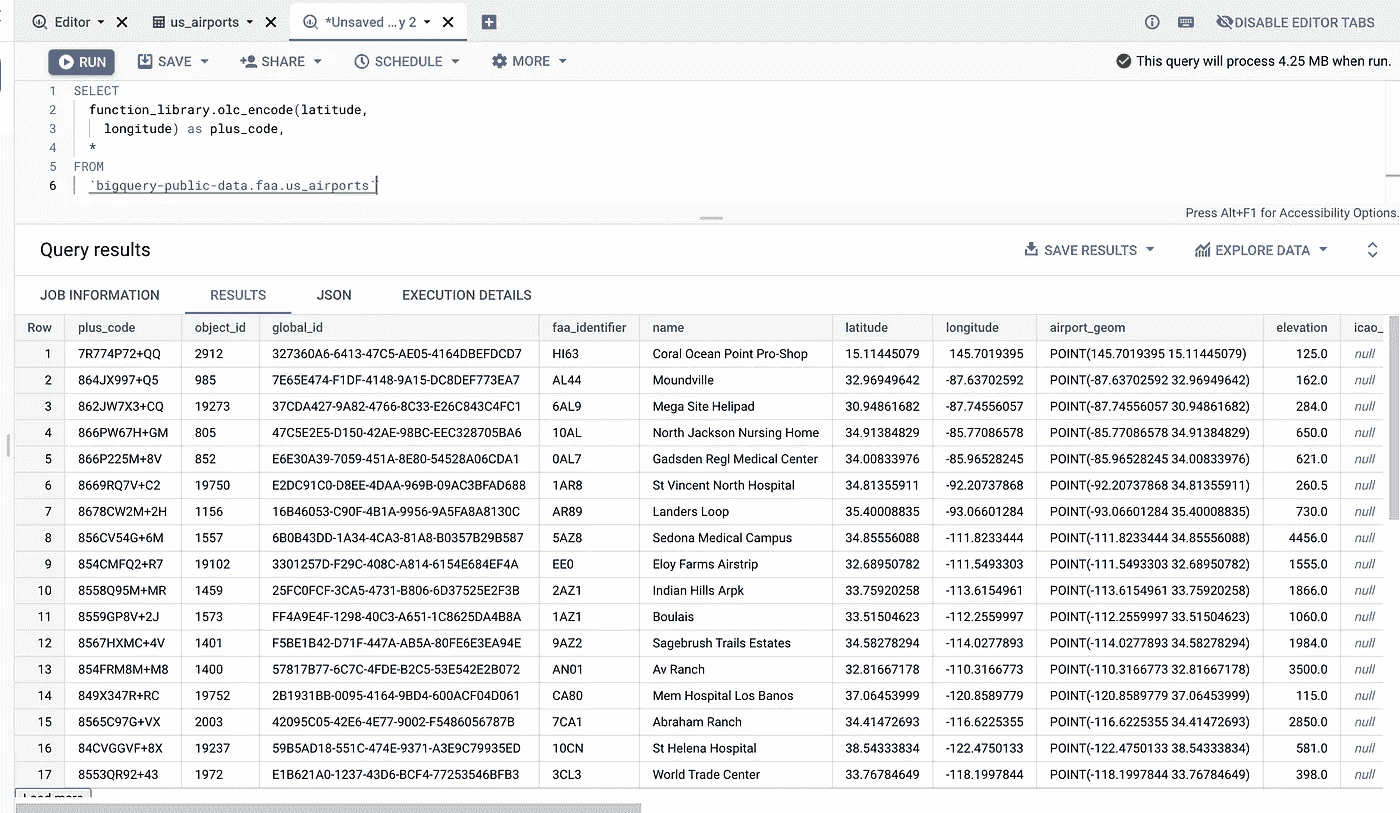 Editor us_airports *Unsaved ...y 2 DISABLE EDITOR TABS
RUN SAVE SHARE SCHEDULE MORE This query will process 4.25 MB when run.
1 SELECT
2 function_library.olc_encode(latitude,
3 longitude) as plus_code,
4 *
5 FROM
6 `bigquery-public-data.faa.us_airports`
Press Alt+F1 for Accessibility Options.
Query results SAVE RESULTS EXPLORE DATA
JOB INFORMATION RESULTS JSON EXECUTION DETAILS
Row plus_code object_id global_id faa_identifier name latitude longitude airport_geom elevation icao_
1 7R774P72+QQ 2912 327360A6-6413-47C5-AE05-4164DBEFDCD7 HI63 Coral Ocean Point Pro-Shop 15.11445079 145.7019395 POINT(145.7019395 15.11445079) 125.0 null
2 864JX997+Q5 985 7E65E474-F1DF-4148-9A15-DC8DEF773EA7 AL44 Moundville 32.96949642 -87.63702592 POINT(-87.63702592 32.96949642) 162.0 null
3 862JW7X3+CQ 19273 37CDA427-9A82-4766-8C33-E26C843C4FC1 6AL9 Mega Site Helipad 30.94861682 -87.74556057 POINT(-87.74556057 30.94861682) 284.0 null
4 866PW67H+GM 805 47C5E2E5-D150-42AE-98BC-EEC328705BA6 10AL North Jackson Nursing Home 34.91384829 -85.77086578 POINT(-85.77086578 34.91384829) 650.0 null
5 866P225M+8V 852 E6E30A39-7059-451A-8E80-54528A06CDA1 0AL7 Gadsden Regl Medical Center 34.00833976 -85.96528245 POINT(-85.96528245 34.00833976) 621.0 null
6 8669RQ7V+C2 19750 E2DC91C0-D8EE-4DAA-969B-09AC3BFAD688 1AR8 St Vincent North Hospital 34.81355911 -92.20737868 POINT(-92.20737868 34.81355911) 260.5 null
7 8678CW2M+2H 1156 16B46053-C90F-4B1A-9956-9A5FA8A8130C AR89 Landers Loop 35.40008835 -93.06601284 POINT(-93.06601284 35.40008835) 730.0 null
8 856CV54G+6M 1557 6B0B43DD-1A34-4CA3-81A8-B0357B29B587 5AZ8 Sedona Medical Campus 34.85556088 -111.8233444 POINT(-111.8233444 34.85556088) 4456.0 null
9 854CMFQ2+R7 19102 3301257D-F29C-408C-A814-6154E684EF4A EE0 Eloy Farms Airstrip 32.68950782 -111.5493301 POINT(-111.5493301 32.68950782) 1555.0 null
10 8558Q95M+MR 1459 25FC0FCF-3CA5-4731-B806-6D37525E2F3B 2AZ1 Indian Hills Arpk 33.75920258 -113.6154961 POINT(-113.6154961 33.75920258) 1866.0 null
11 8559GP8V+2J 1573 FF4A9E4F-1298-40C3-A651-1C8625DA4B8A 1AZ1 Boulais 33.51504623 -112.2559997 POINT(-112.2559997 33.51504623) 1060.0 null
12 8567HXMC+4V 1401 F5BE1B42-D71F-447A-AB5A-80FE6E3EA94E 9AZ2 Sagebrush Trails Estates 34.58278294 -114.0277893 POINT(-114.0277893 34.58278294) 1984.0 null
13 854FRM8M+M8 1400 57817B77-6C7C-4FDE-B2C5-53E542E2B072 AN01 Av Ranch 32.81667178 -110.3166773 POINT(-110.3166773 32.81667178) 3500.0 null
14 849X347R+RC 19752 2B1931BB-0095-4164-9BD4-600ACF04D061 CA80 Mem Hospital Los Banos 37.06453999 -120.8589779 POINT(-120.8589779 37.06453999) 115.0 null
15 8565C97G+VX 2003 42095C05-42E6-4E77-9002-F5486056787B 7CA1 Abraham Ranch 34.41472693 -116.6225355 POINT(-116.6225355 34.41472693) 2850.0 null
16 84CVGGVF+8X 19237 59B5AD18-551C-474E-9371-A3E9C79935ED 10CN St Helena Hospital 38.54333834 -122.4750133 POINT(-122.4750133 38.54333834) 581.0 null
17 8553QR92+43 1972 E1B621A0-1237-43D6-BCF4-77253546BFB3 3CL3 World Trade Center 33.76784649 -118.1997844 POINT(-118.1997844 33.76784649) 398.0 null
Load more